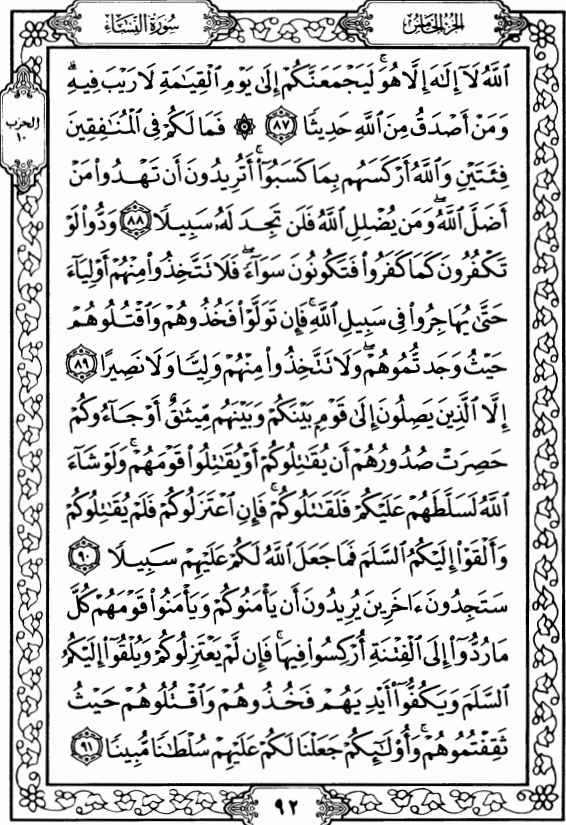 سُورَةُ النِّسَاءِ
الجُزْءُ الخَامِسُ
الحزب
١٠
ٱللَّهُ لَآ إِلَٰهَ إِلَّا هُوَۚ لَيَجْمَعَنَّكُمْ إِلَىٰ يَوْمِ ٱلْقِيَٰمَةِ لَا رَيْبَ فِيهِۗ
وَمَنْ أَصْدَقُ مِنَ ٱللَّهِ حَدِيثًا ٨٧ ۞ فَمَا لَكُمْ فِى ٱلْمُنَٰفِقِينَ
فِئَتَيْنِ وَٱللَّهُ أَرْكَسَهُم بِمَا كَسَبُوٓا۟ۚ أَتُرِيدُونَ أَن تَهْدُوا۟ مَنْ
أَضَلَّ ٱللَّهُۖ وَمَن يُضْلِلِ ٱللَّهُ فَلَن تَجِدَ لَهُۥ سَبِيلًا ٨٨ وَدُّوا۟ لَوْ
تَكْفُرُونَ كَمَا كَفَرُوا۟ فَتَكُونُونَ سَوَآءًۖ فَلَا تَتَّخِذُوا۟ مِنْهُمْ أَوْلِيَآءَ
حَتَّىٰ يُهَاجِرُوا۟ فِى سَبِيلِ ٱللَّهِۚ فَإِن تَوَلَّوْا۟ فَخُذُوهُمْ وَٱقْتُلُوهُمْ
حَيْثُ وَجَدتُّمُوهُمْۖ وَلَا تَتَّخِذُوا۟ مِنْهُمْ وَلِيًّا وَلَا نَصِيرًا ٨٩
إِلَّا ٱلَّذِينَ يَصِلُونَ إِلَىٰ قَوْمِۭ بَيْنَكُمْ وَبَيْنَهُم مِّيثَٰقٌ أَوْ جَآءُوكُمْ
حَصِرَتْ صُدُورُهُمْ أَن يُقَٰتِلُوكُمْ أَوْ يُقَٰتِلُوا۟ قَوْمَهُمْۚ وَلَوْ شَآءَ
ٱللَّهُ لَسَلَّطَهُمْ عَلَيْكُمْ فَلَقَٰتَلُوكُمْۚ فَإِنِ ٱعْتَزَلُوكُمْ فَلَمْ يُقَٰتِلُوكُمْ
وَأَلْقَوْا۟ إِلَيْكُمُ ٱلسَّلَمَ فَمَا جَعَلَ ٱللَّهُ لَكُمْ عَلَيْهِمْ سَبِيلًا ٩٠
سَتَجِدُونَ ءَاخَرِينَ يُرِيدُونَ أَن يَأْمَنُوكُمْ وَيَأْمَنُوا۟ قَوْمَهُمْ كُلَّ
مَا رُدُّوٓا۟ إِلَى ٱلْفِتْنَةِ أُرْكِسُوا۟ فِيهَاۚ فَإِن لَّمْ يَعْتَزِلُوكُمْ وَيُلْقُوٓا۟ إِلَيْكُمُ
ٱلسَّلَمَ وَيَكُفُّوٓا۟ أَيْدِيَهُمْ فَخُذُوهُمْ وَٱقْتُلُوهُمْ حَيْثُ
ثَقِفْتُمُوهُمْۚ وَأُو۟لَٰٓئِكُمْ جَعَلْنَا لَكُمْ عَلَيْهِمْ سُلْطَٰنًا مُّبِينًا ٩١
٩٢